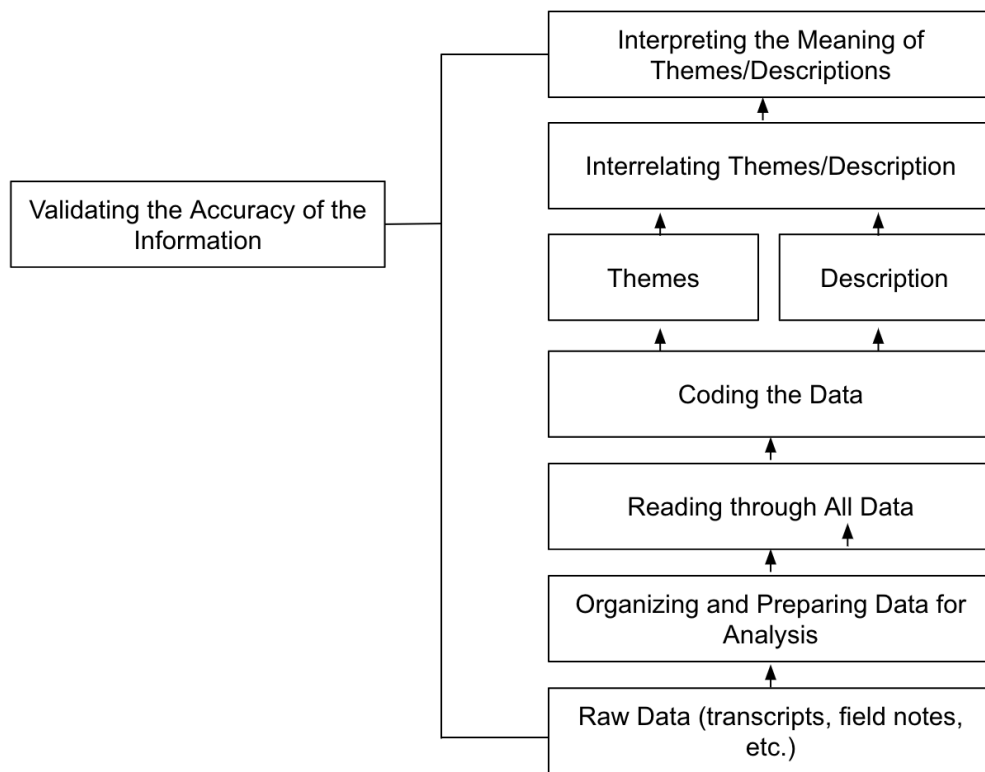 Interpreting the Meaning of
Themes/Descriptions
Interrelating Themes/Description
Validating the Accuracy of the
Information
Themes
Description
Coding the Data
Reading through All Data
Organizing and Preparing Data for
Analysis
Raw Data (transcripts, field notes,
etc.)